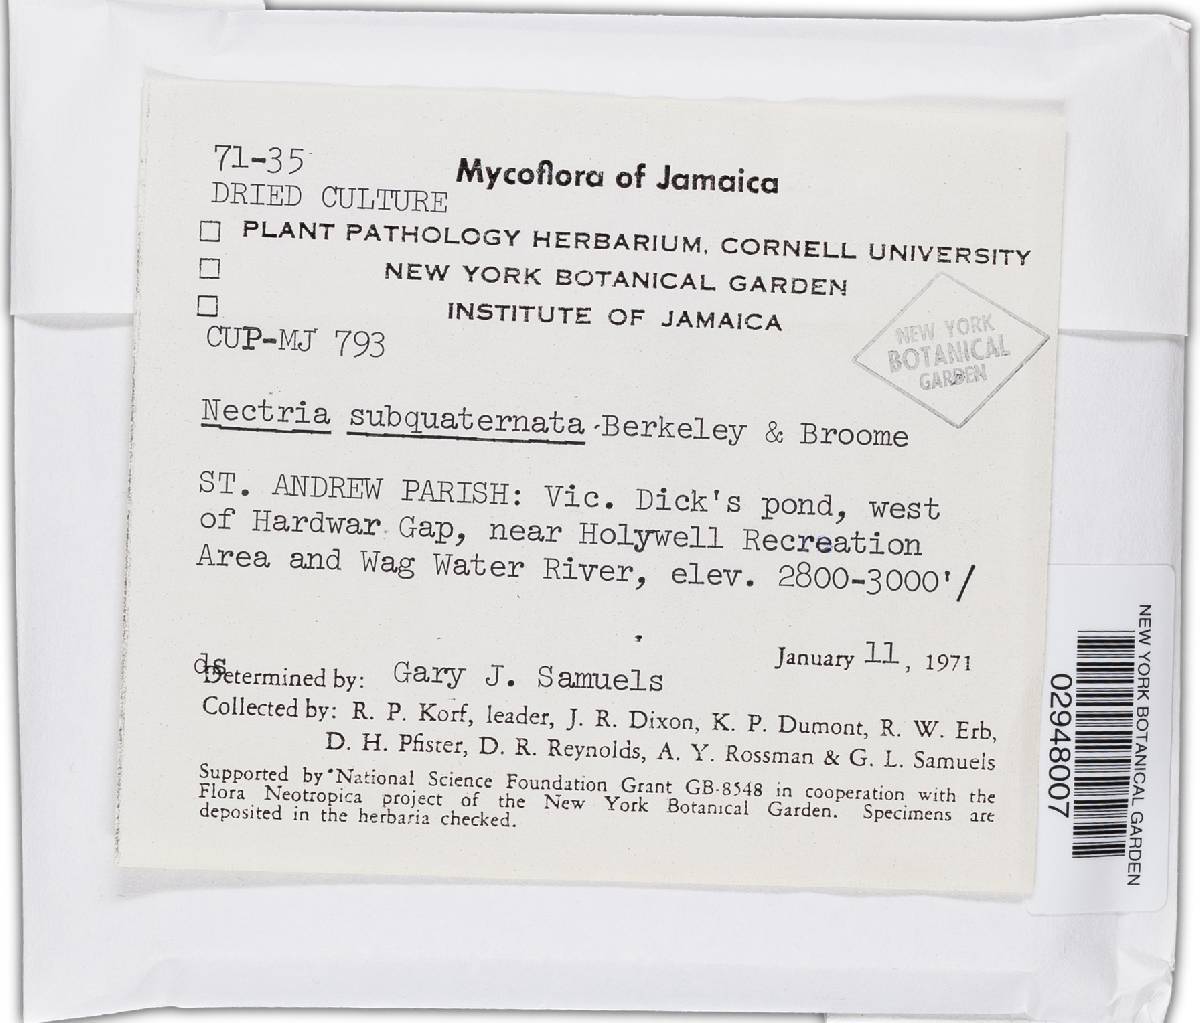 71-35
Mycoflora of Jamaica
DRIED CULTURE
☐ PLANT PATHOLOGY HERBARIUM, CORNELL UNIVERSITY
☐ NEW YORK BOTANICAL GARDEN
☐ INSTITUTE OF JAMAICA
CUP-MJ 793
NEW YORK
BOTANICAL
GARDEN
Nectria subquaternata Berkeley & Broome
ST. ANDREW PARISH: Vic. Dick's pond, west
of Hardwar Gap, near Holywell Recreation
Area and Wag Water River, elev. 2800-3000'/
January 11, 1971
ds
Determined by: Gary J. Samuels
Collected by: R. P. Korf, leader, J. R. Dixon, K. P. Dumont, R. W. Erb,
D. H. Pfister, D. R. Reynolds, A. Y. Rossman & G. L. Samuels
Supported by National Science Foundation Grant GB-8548 in cooperation with the
Flora Neotropica project of the New York Botanical Garden. Specimens are
deposited in the herbaria checked.
NEW YORK BOTANICAL GARDEN
02948007